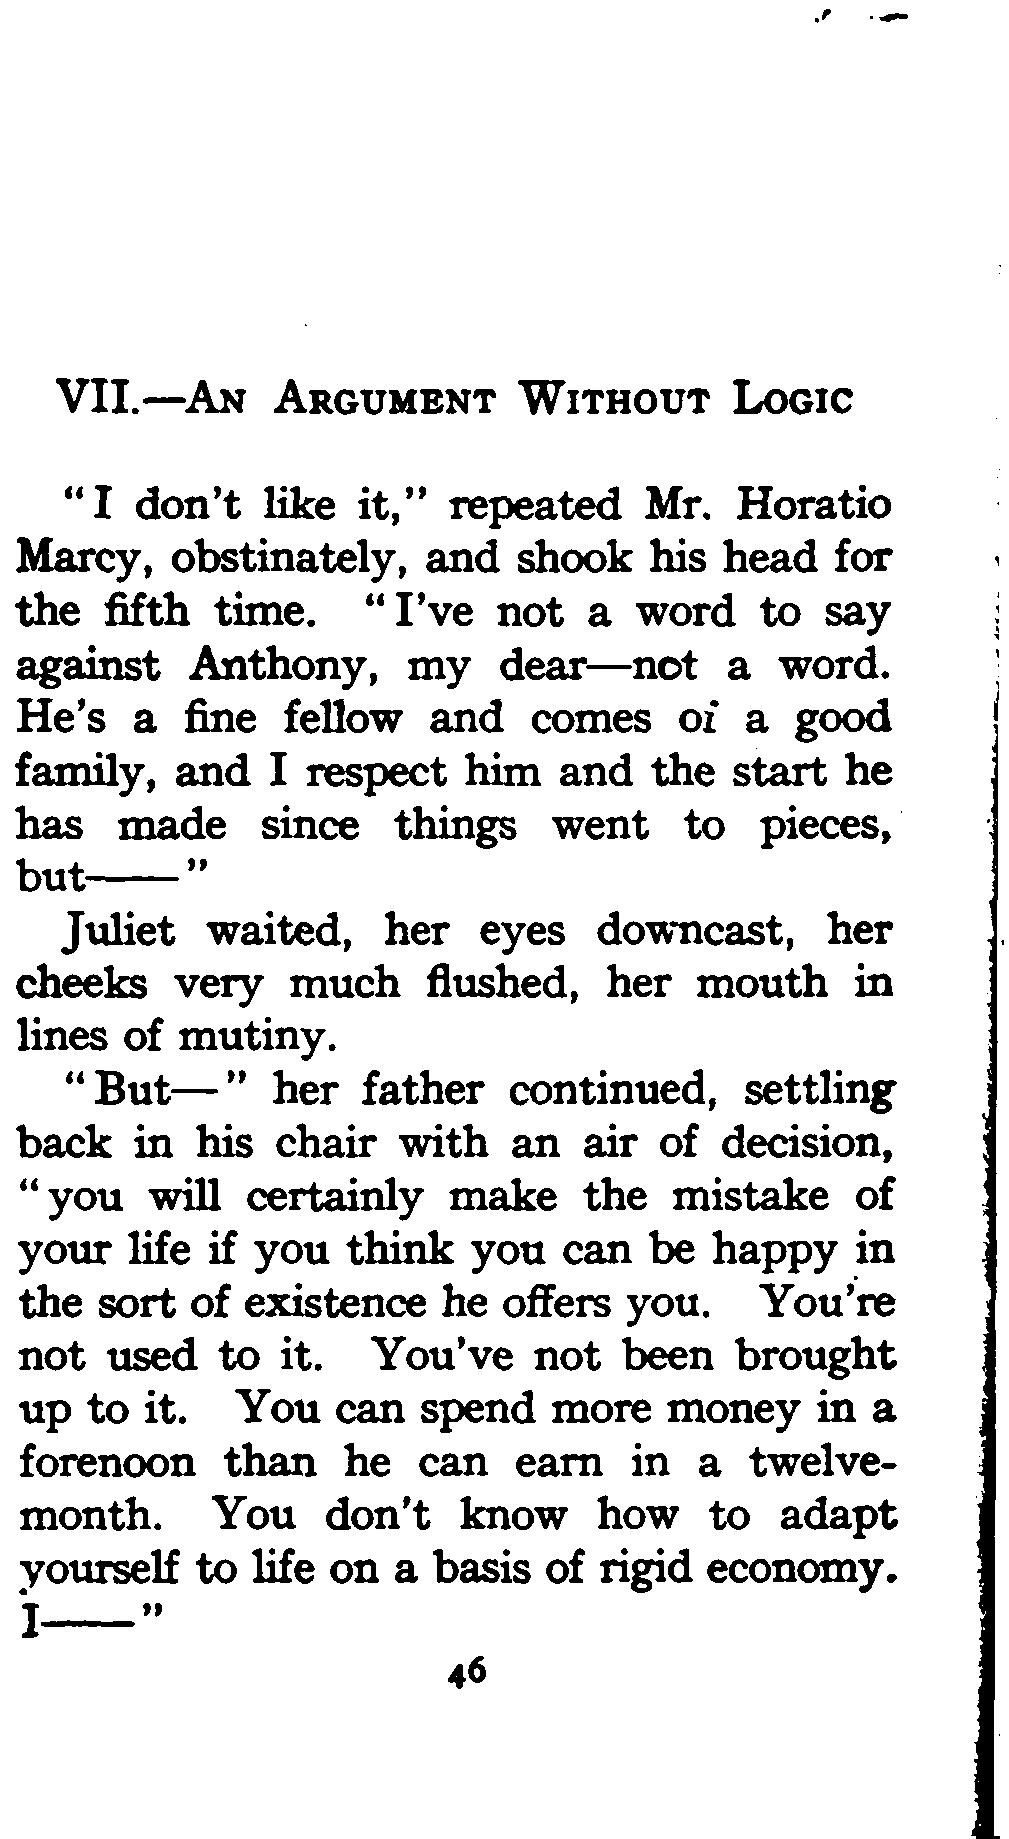 VII.—An Argument Without Logic
"I don't like it," repeated Mr. Horatio
Marcy, obstinately, and shook his head for
the fifth time. "I've not a word to say
against Anthony, my dear—not a word.
He's a fine fellow and comes of a good
family, and I respect him and the start he
has made since things went to pieces,
but——"
Juliet waited, her eyes downcast, her
cheeks very much flushed, her mouth in
lines of mutiny.
"But—" her father continued, settling
back in his chair with an air of decision,
"you will certainly make the mistake of
your life if you think you can be happy in
the sort of existence he offers you. You're
not used to it. You've not been brought
up to it. You can spend more money in a
forenoon than he can earn in a twelve-
month. You don't know how to adapt
yourself to life on a basis of rigid economy.
I——"
46